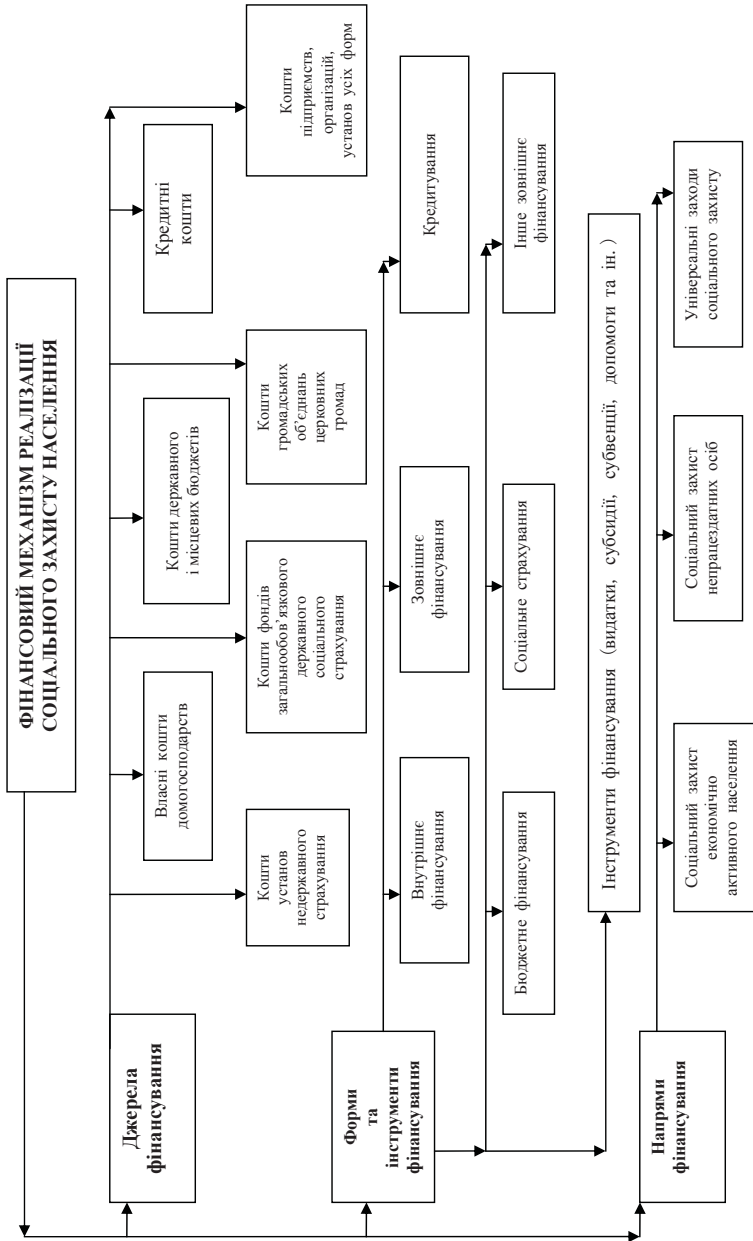 ФІНАНСОВИЙ МЕХАНІЗМ РЕАЛІЗАЦІЇ
СОЦІАЛЬНОГО ЗАХИСТУ НАСЕЛЕННЯ
Джерела
фінансування
Власні кошти
домогосподарств
Кошти державного
і місцевих бюджетів
Кредитні
кошти
Кошти
установ
недержавного
страхування
Кошти фондів
загальнообов’язкового
державного
соціального
страхування
Кошти
громадських
об’єднань
церковних
громад
Кошти
підприємств,
організацій,
установ усіх форм
Форми
та
інструменти
фінансування
Внутрішнє
фінансування
Зовнішнє
фінансування
Кредитування
Бюджетне фінансування
Соціальне страхування
Інше зовнішнє
фінансування
Інструменти фінансування (видатки, субсидії, субвенції, допомоги та ін.)
Напрями
фінансування
Соціальний захист
економічно
активного населення
Соціальний захист
непрацездатних осіб
Універсальні заходи
соціального захисту